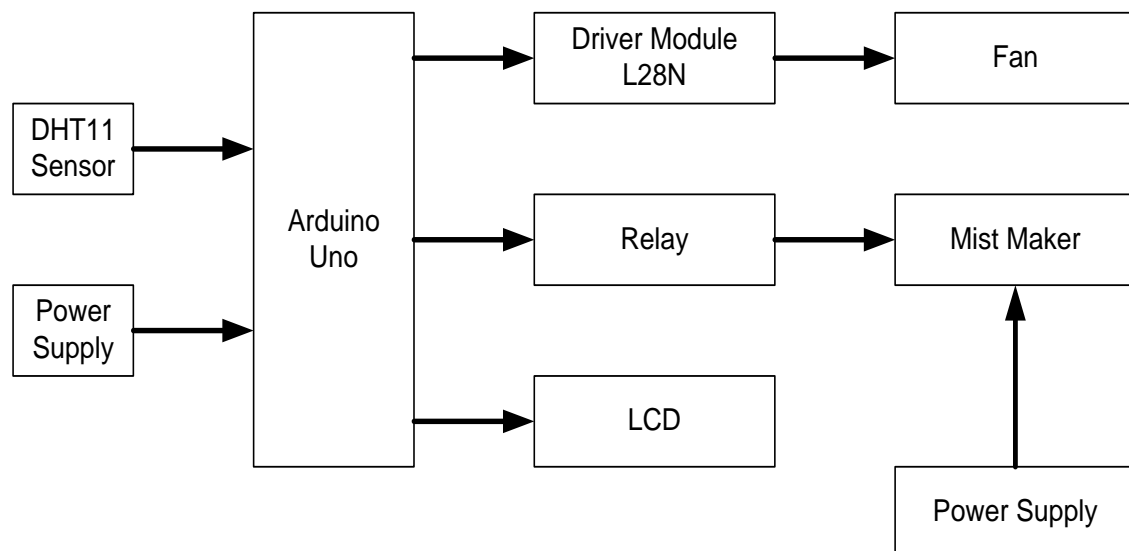 Driver Module
L28N
Fan
DHT11
Sensor
Arduino
Uno
Relay
Mist Maker
Power
Supply
LCD
Power Supply